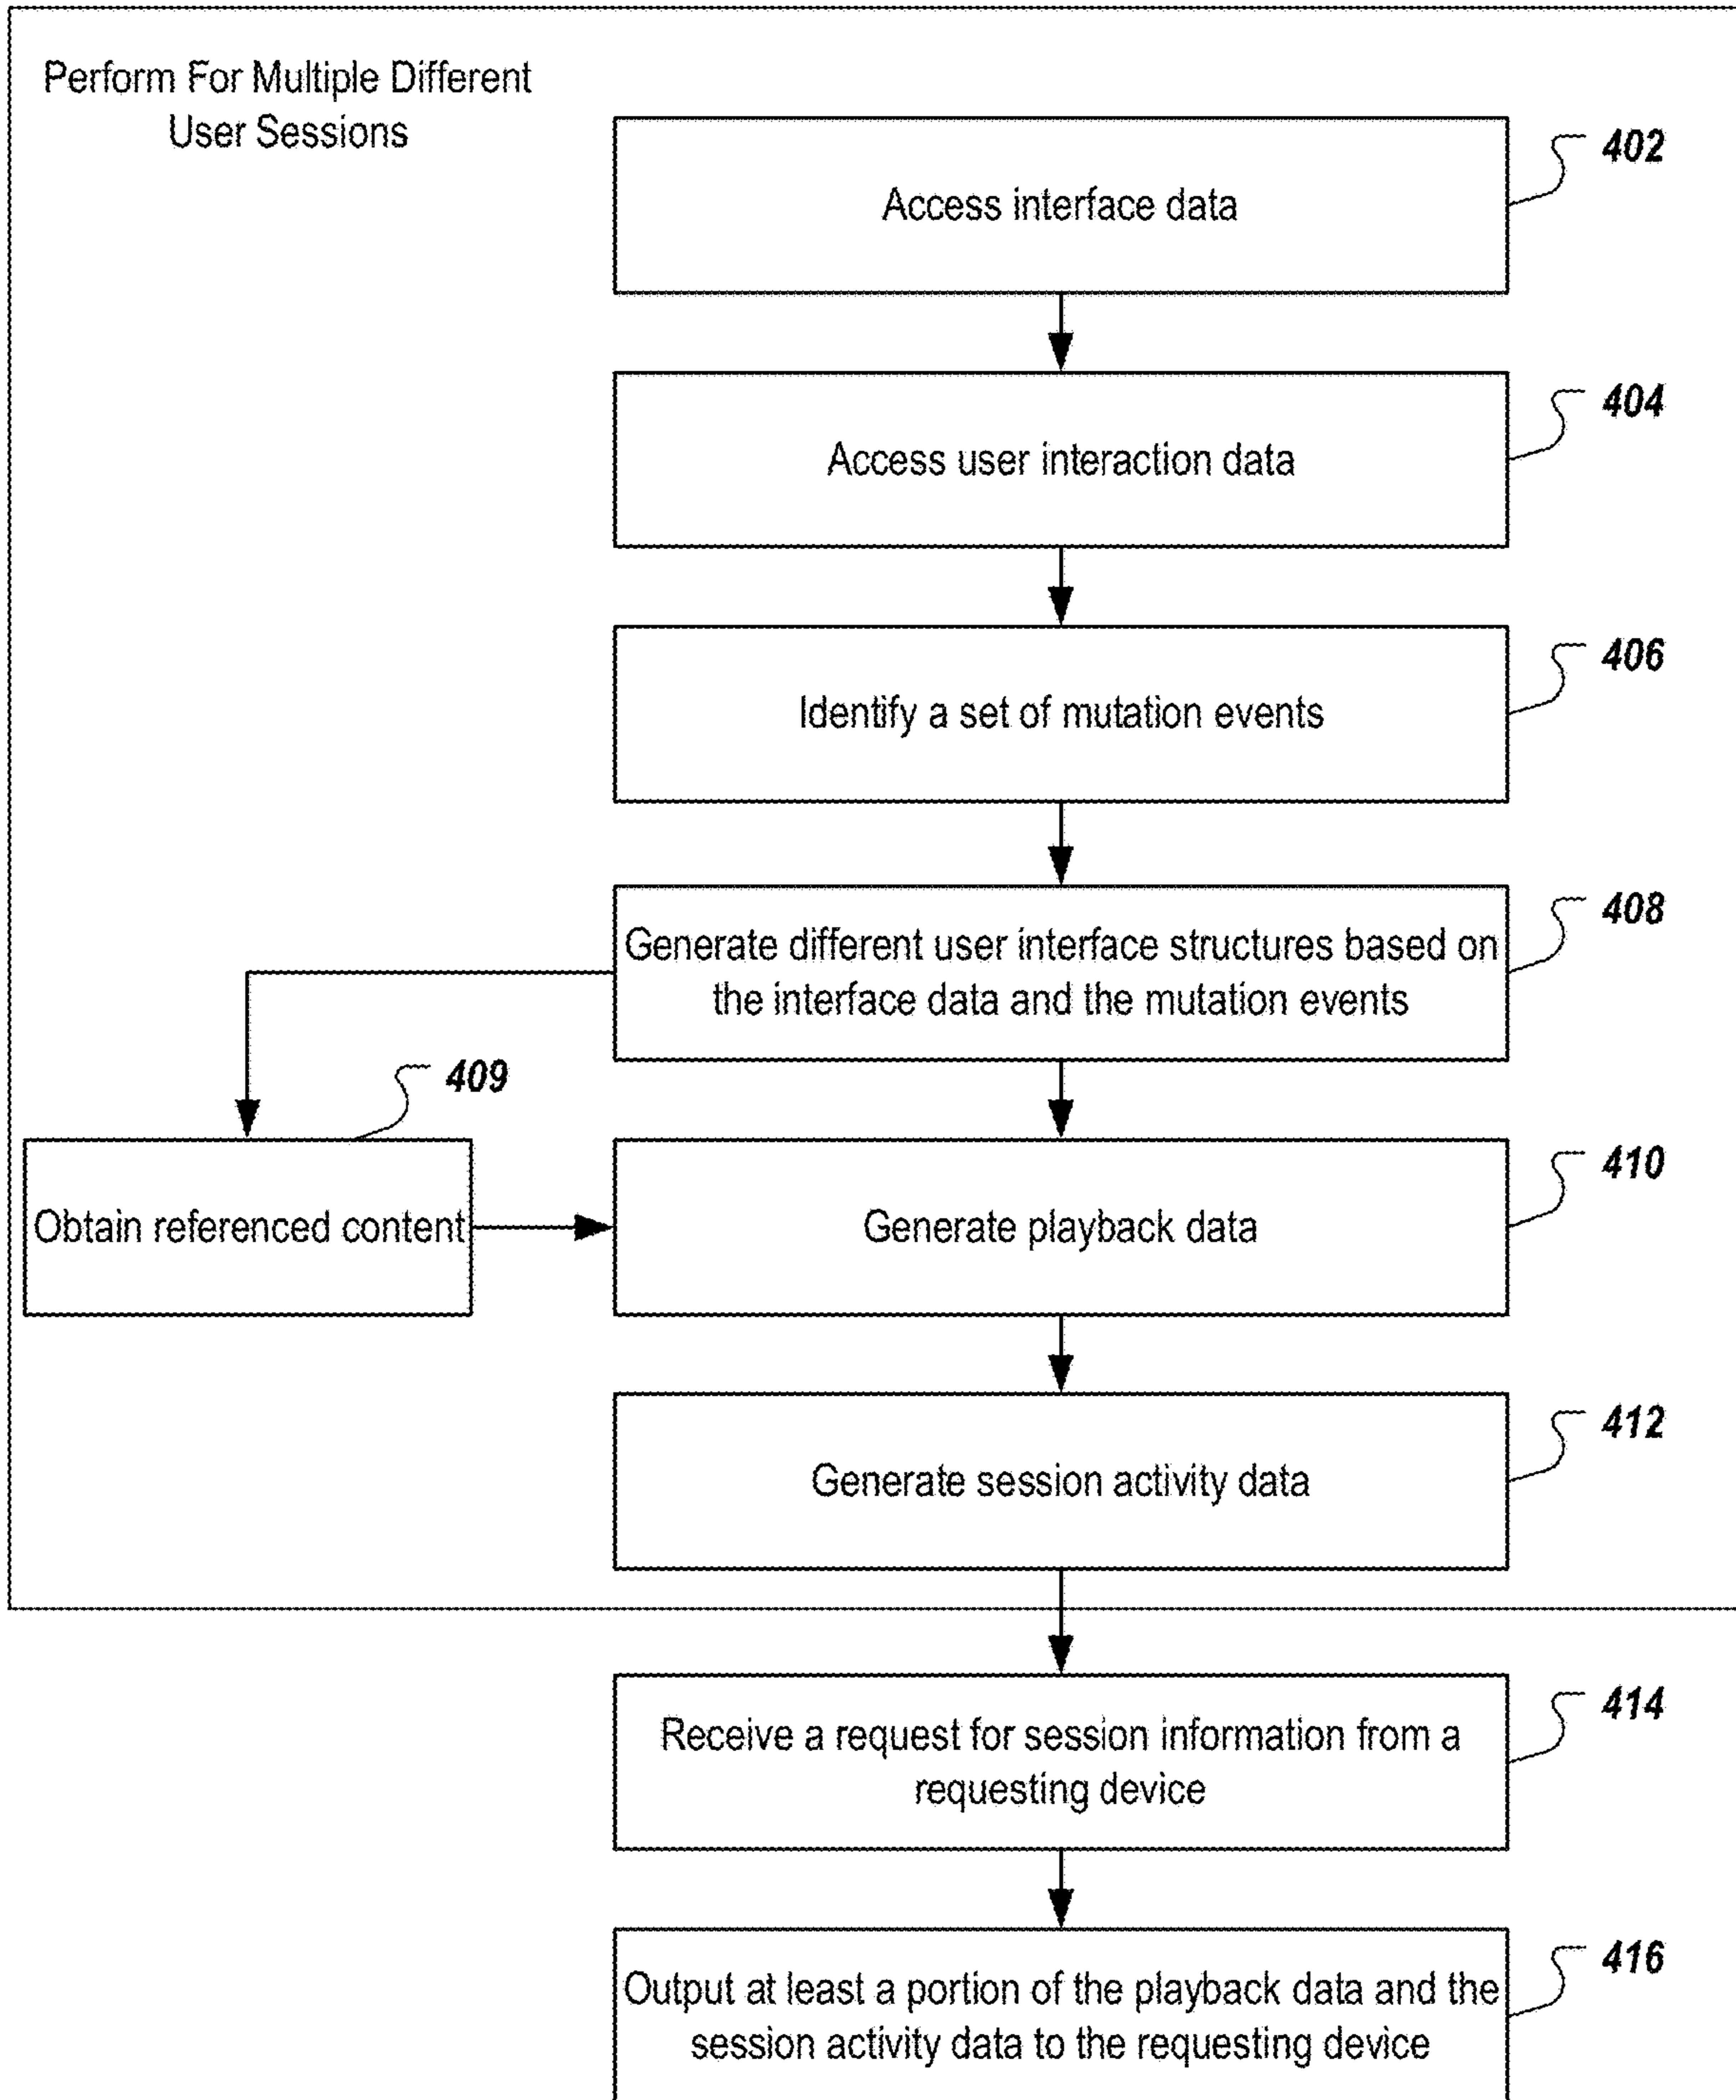 Perform For Multiple Different
User Sessions
402
Access interface data
404
Access user interaction data
406
Identify a set of mutation events
408
Generate different user interface structures based on
the interface data and the mutation events
409
Obtain referenced content
410
Generate playback data
412
Generate session activity data
414
Receive a request for session information from a
requesting device
416
Output at least a portion of the playback data and the
session activity data to the requesting device